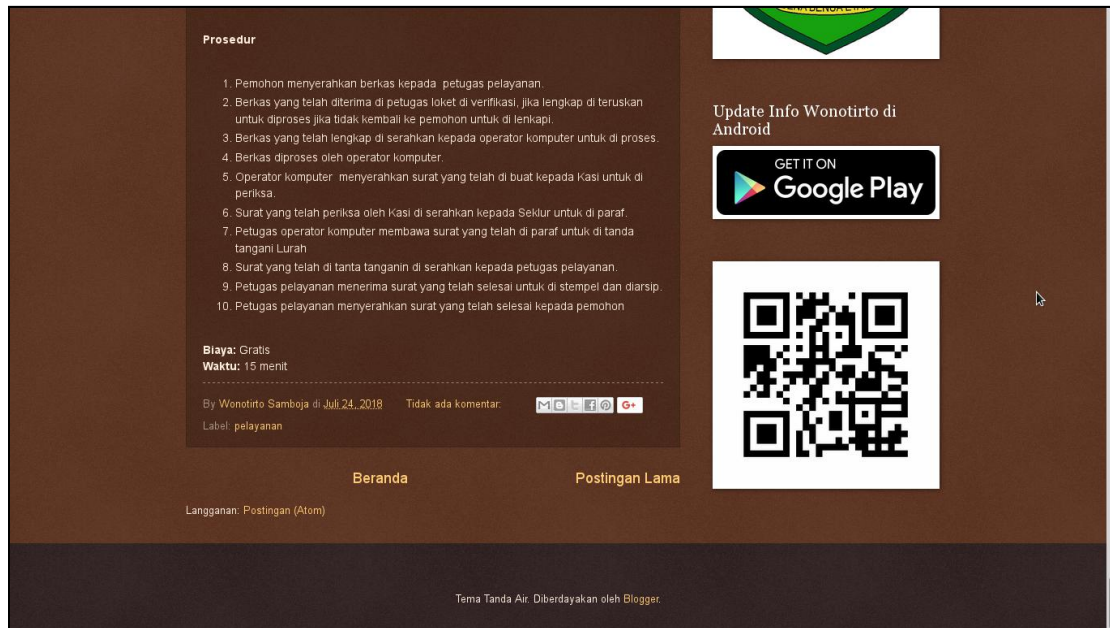 Prosedur
1. Pemohon menyerahkan berkas kepada petugas pelayanan.
2. Berkas yang telah diterima di petugas loket di verifikasi, jika lengkap di teruskan
untuk diproses jika tidak kembali ke pemohon untuk di lenkapi.
3. Berkas yang telah lengkap di serahkan kepada operator komputer untuk di proses.
4. Berkas diproses oleh operator komputer.
5. Operator komputer menyerahkan surat yang telah di buat kepada Kasi untuk di
periksa.
6. Surat yang telah periksa oleh Kasi di serahkan kepada Seklur untuk di paraf.
7. Petugas operator komputer membawa surat yang telah di paraf untuk di tanda
tangani Lurah
8. Surat yang telah di tanta tanganin di serahkan kepada petugas pelayanan.
9. Petugas pelayanan menerima surat yang telah selesai untuk di stempel dan diarsip.
10. Petugas pelayanan menyerahkan surat yang telah selesai kepada pemohon
Biaya: Gratis
Waktu: 15 menit
By Wonotirto Samboja di Juli 24, 2018 Tidak ada komentar:
Label: pelayanan
Beranda Postingan Lama
Langganan: Postingan (Atom)
Update Info Wonotirto di
Android
GET IT ON
Google Play
Tema Tanda Air. Diberdayakan oleh Blogger.